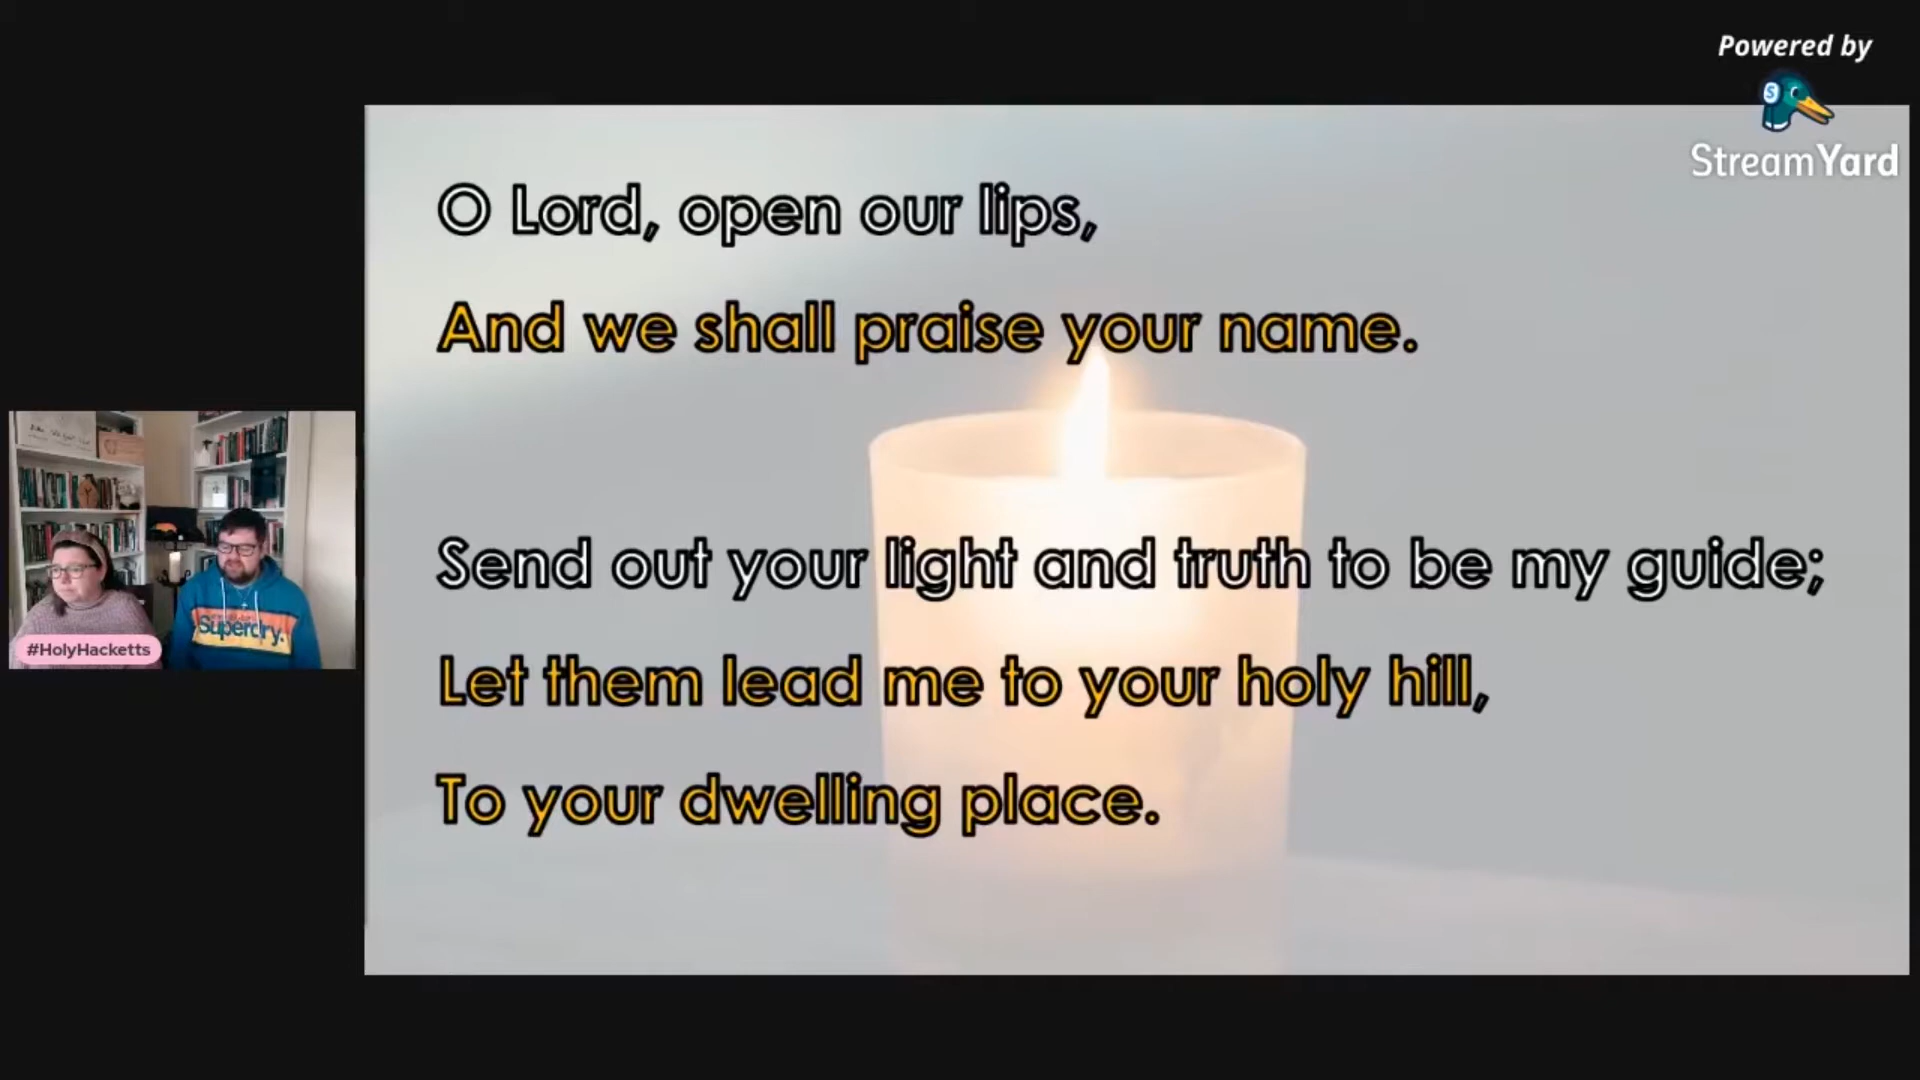 Powered by
StreamYard
O Lord, open our lips,
And we shall praise your name.
Send out your light and truth to be my guide;
Let them lead me to your holy hill,
To your dwelling place.
Superdry.
#HolyHacketts